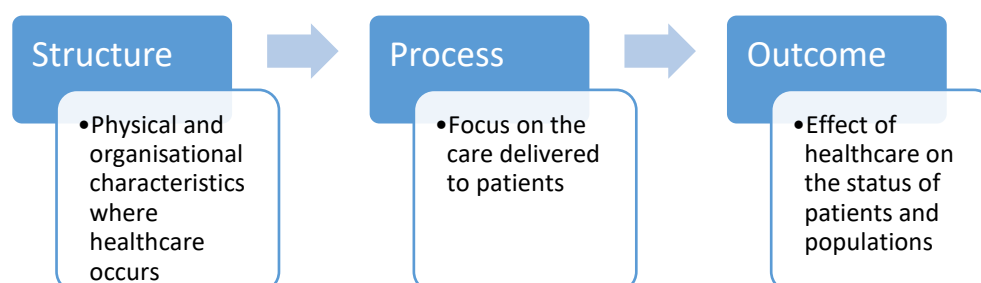 Structure
•Physical and
organisational
characteristics
where
healthcare
occurs
Process
•Focus on the
care delivered
to patients
Outcome
•Effect of
healthcare on
the status of
patients and
populations